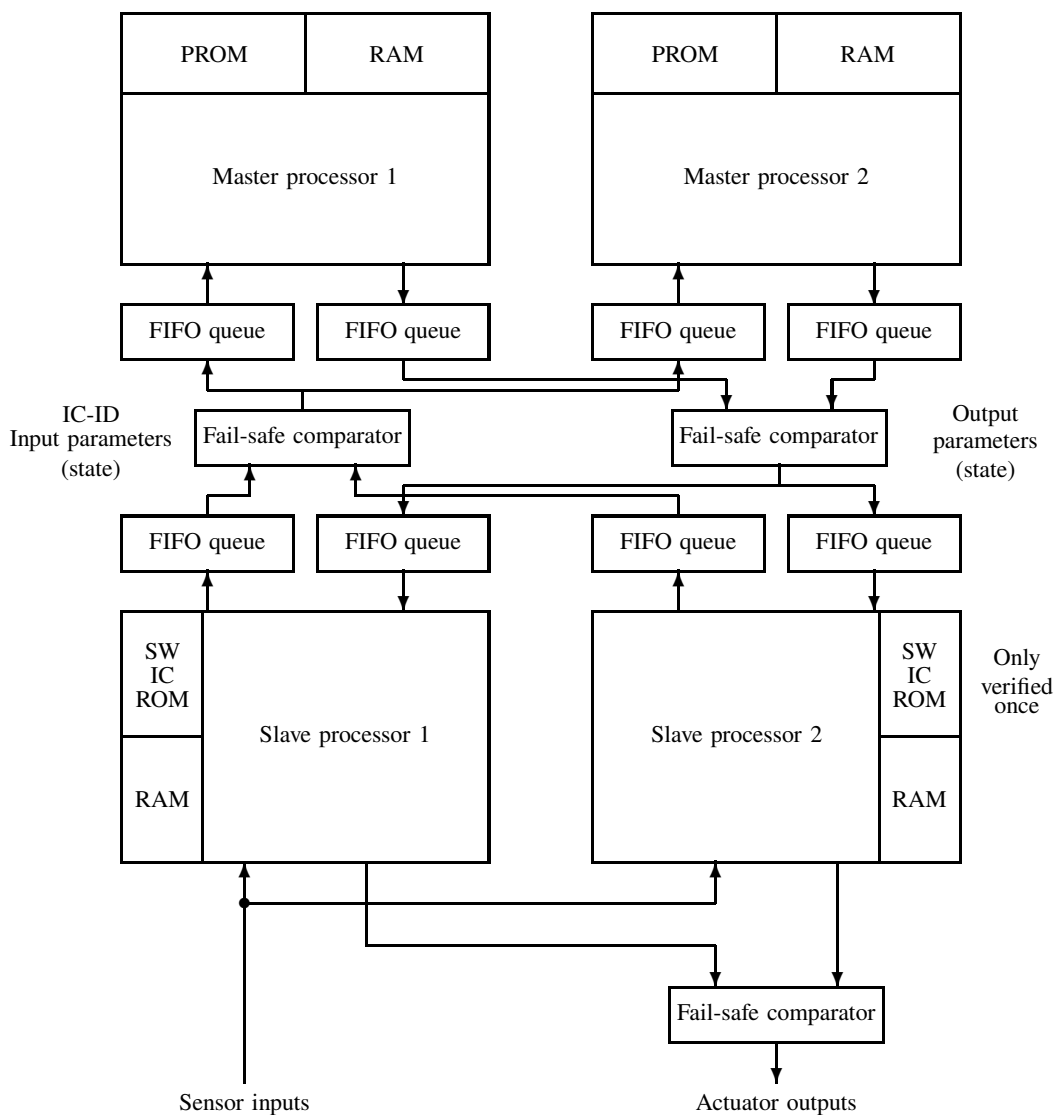 PROM
RAM
PROM
RAM
Master processor 1
Master processor 2
FIFO queue
FIFO queue
FIFO queue
FIFO queue
IC-ID
Input parameters
(state)
Fail-safe comparator
Fail-safe comparator
Output
parameters
(state)
FIFO queue
FIFO queue
FIFO queue
FIFO queue
SW
IC
ROM
RAM
Slave processor 1
Slave processor 2
SW
IC
ROM
RAM
Only
verified
once
Fail-safe comparator
Sensor inputs
Actuator outputs